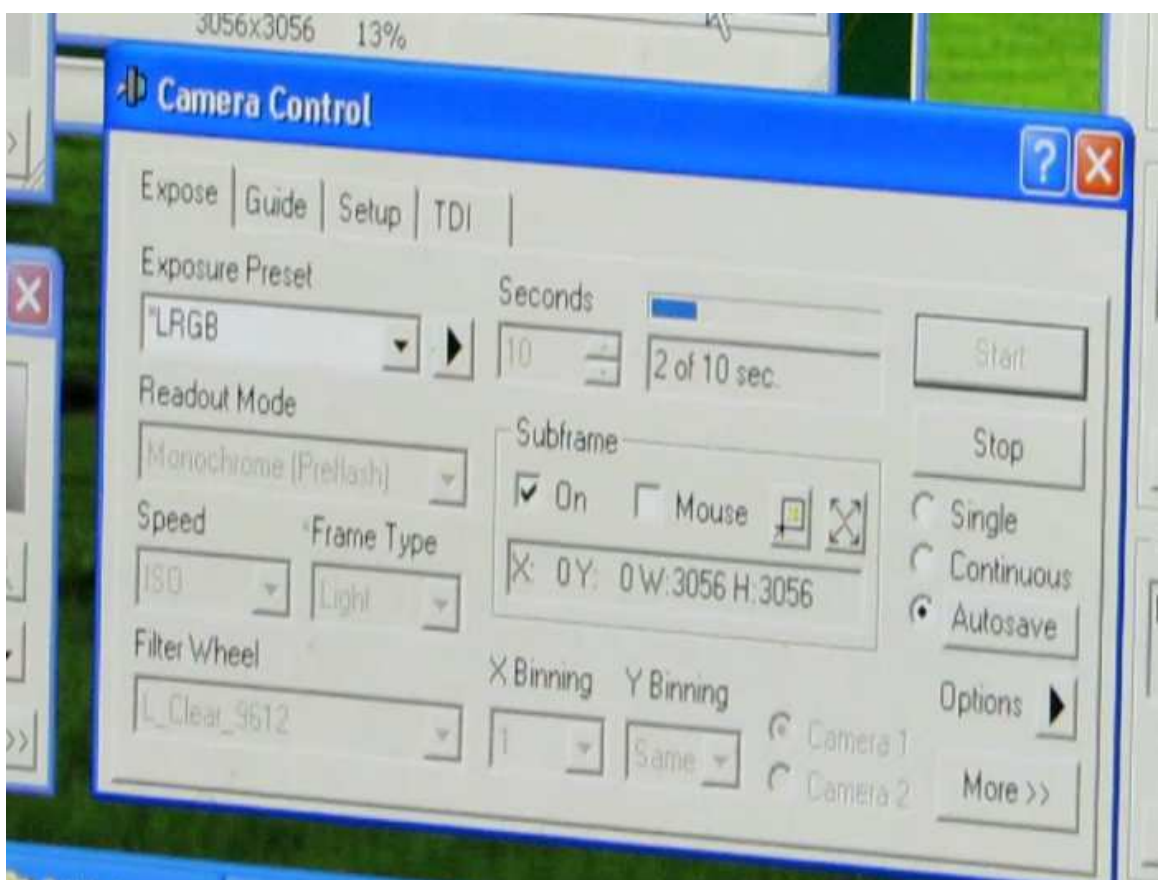 3056x3056 13%
Camera Control
Expose Guide Setup TDI
Exposure Preset
*LRGB
Seconds
10
2 of 10 sec.
Start
Stop
Readout Mode
Monochrome (Preflash)
Subframe
On Mouse
X: 0 Y: 0 W:3056 H:3056
Speed
ISO
*Frame Type
Light
Single
Continuous
Autosave
Filter Wheel
L_Clear_9612
X Binning
1
Y Binning
Same
Camera 1
Camera 2
Options
More >>